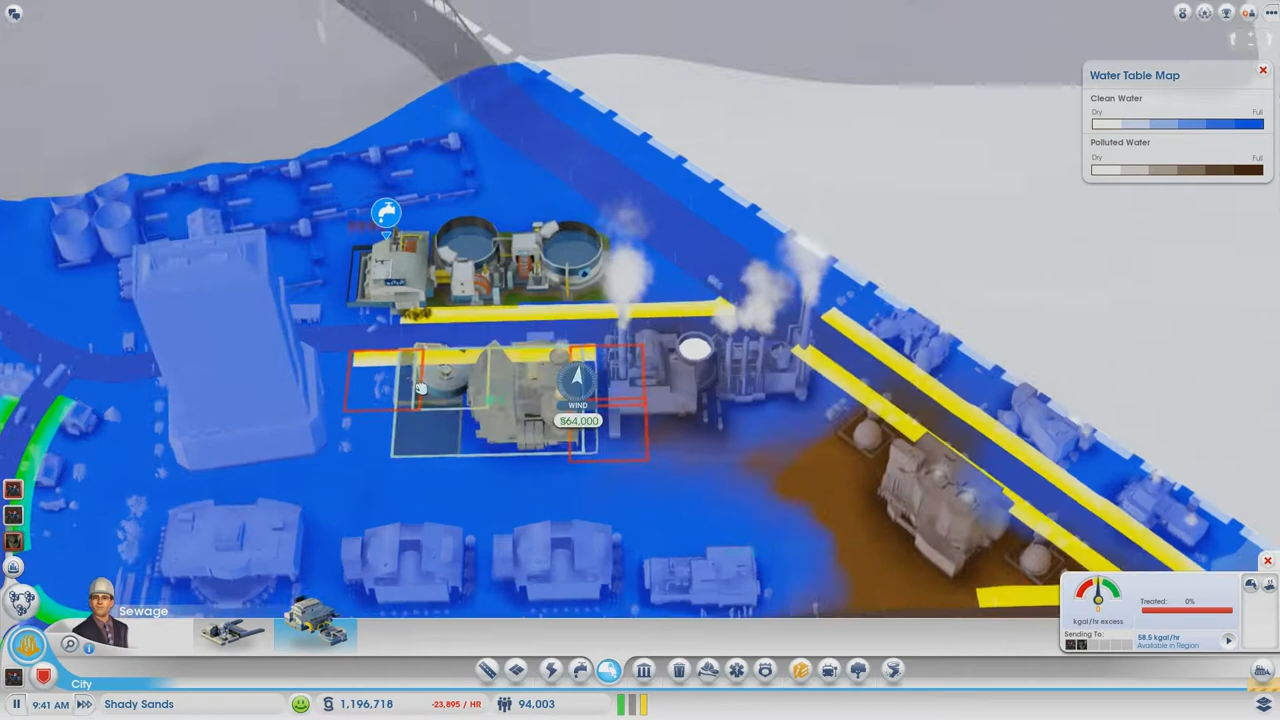 Water Table Map
Clean Water
Dry
Full
Polluted Water
Dry
Full
WIND
§64,000
Treated:
0%
0
kgal/hr excess
Sending To:
58.5 kgal/hr
Available in Region
Sewage
City
9:41 AM
Shady Sands
1,196,718
-23,895 / HR
94,003